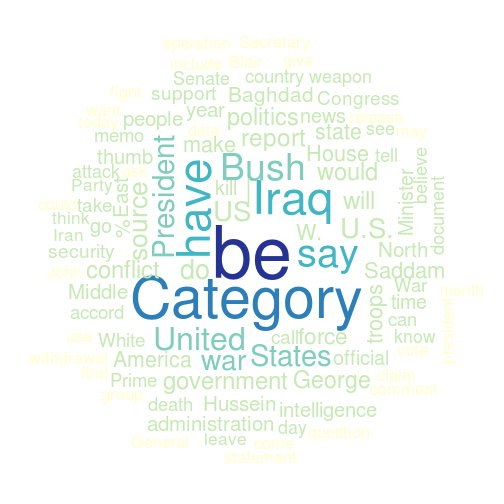 operation Secretary
include Blair gain
Senate country weapon
fight support Baghdad Congress
want people year politics news release
today memo date state see may
thumb make report House tell
attack ask kill Bush would believe
Party President have Iraq will Minister
could take source US W. U.S. document
think go %East
Iran be say North
security conflict do Saddam
John Middle Category troops War month
accord time president
use White United call force can know
withdrawal America war States official vote
find Prime government George claim
group death Hussein intelligence comment
administration day question
General leave come
statement